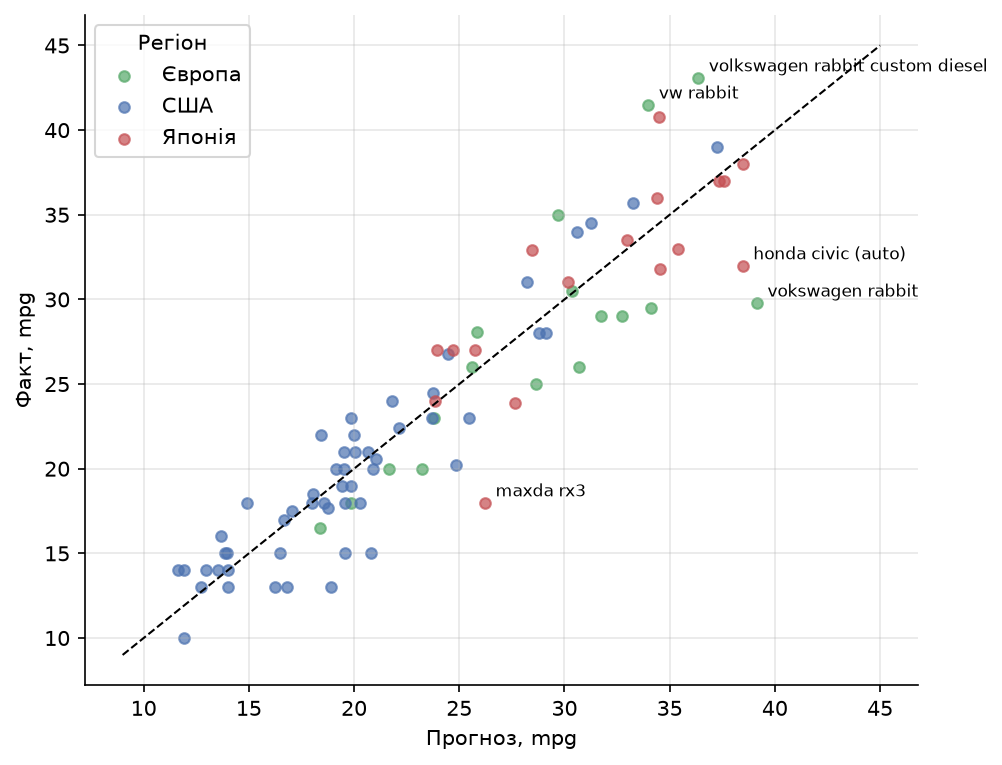 Регіон
Європа
США
Японія
volkswagen rabbit custom diesel
vw rabbit
honda civic (auto)
vokswagen rabbit
maxda rx3
45
40
35
30
25
20
15
10
Факт, mpg
10 15 20 25 30 35 40 45
Прогноз, mpg